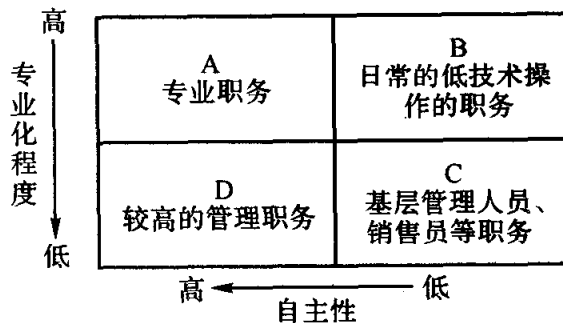 高
专业化程度
低
A
专业职务
B
日常的低技术操
作的职务
D
较高的管理职务
C
基层管理人员、
销售员等职务
高
低
自主性